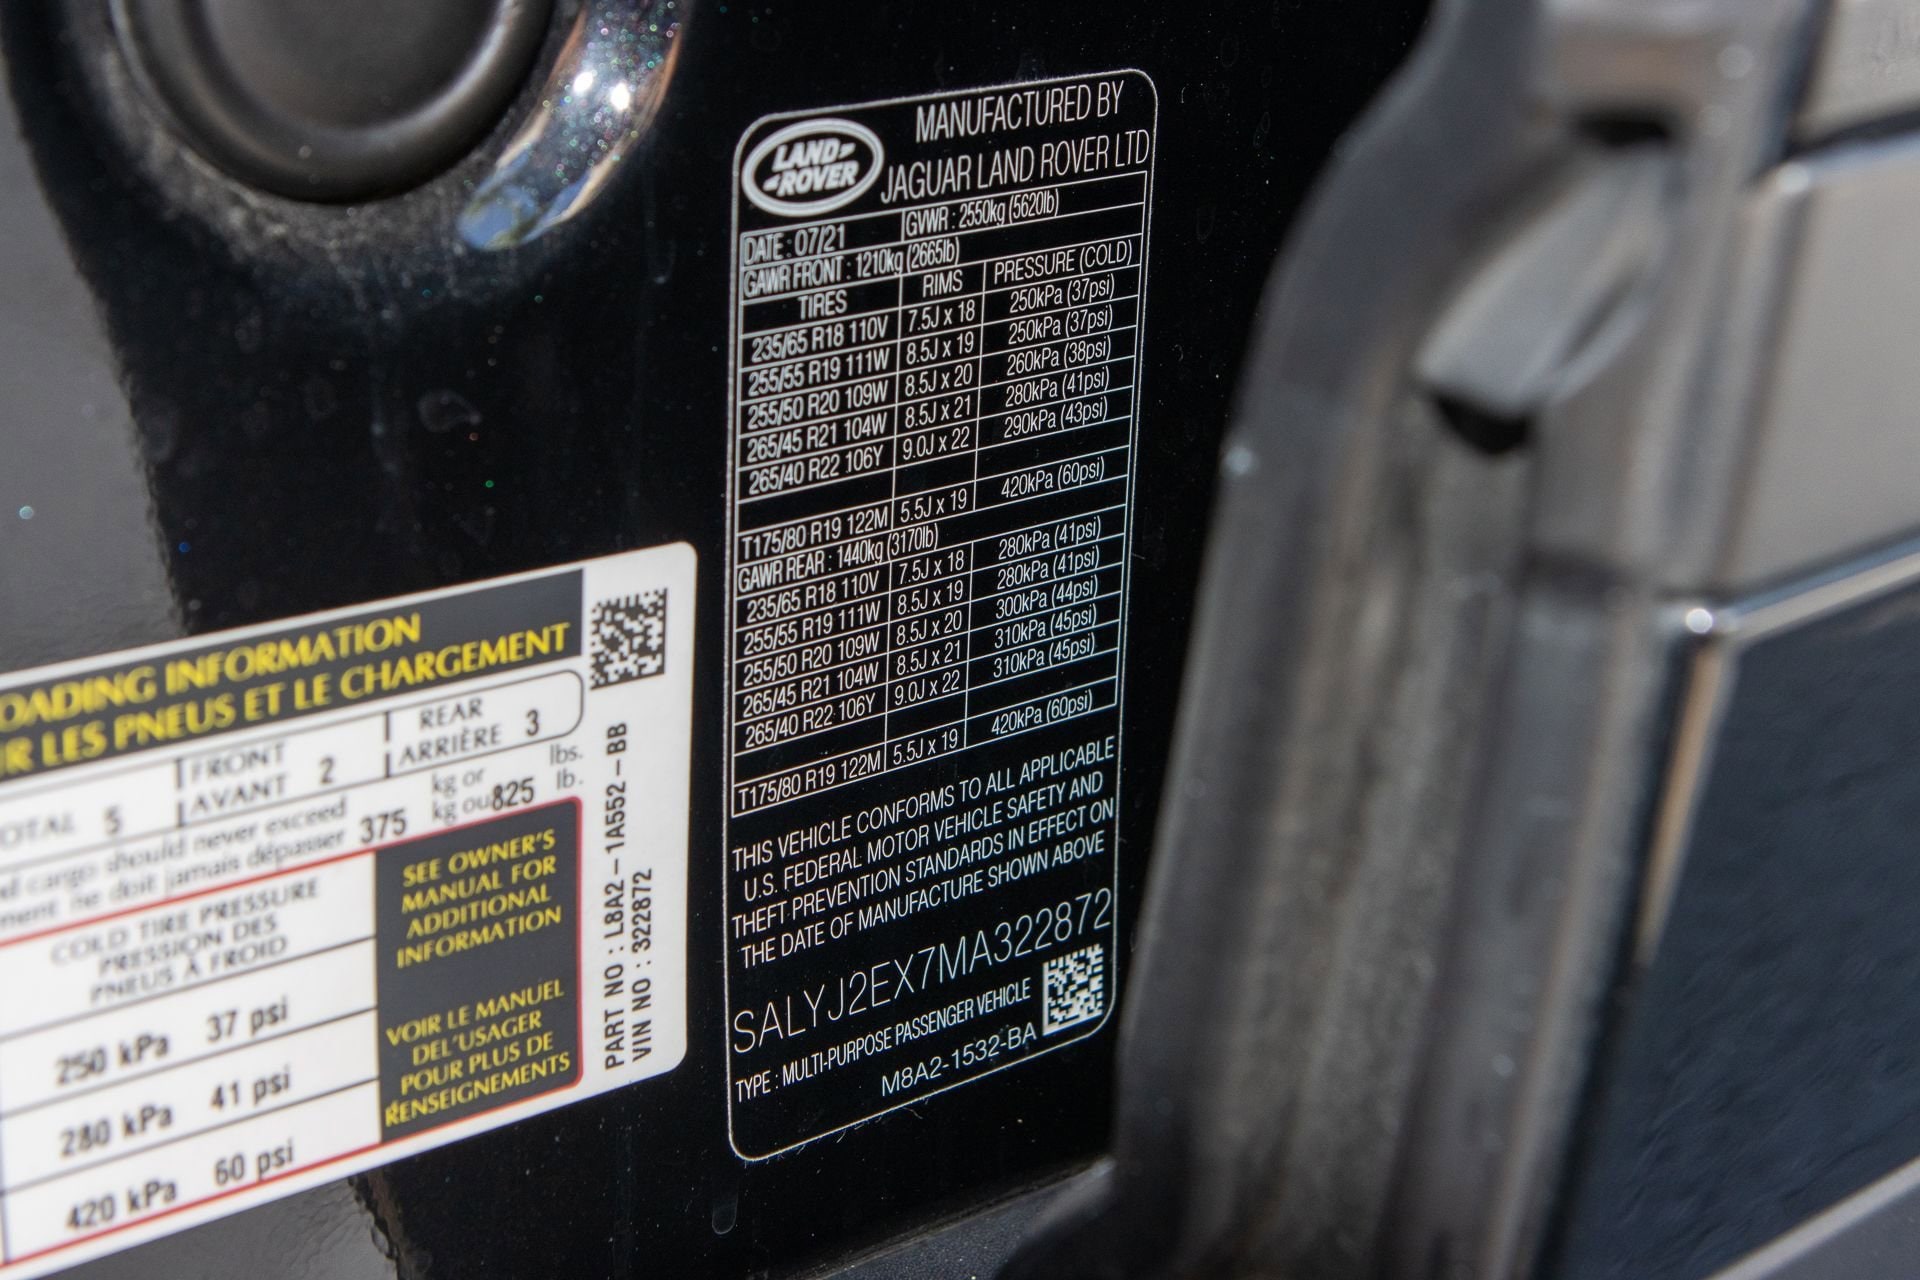 LAND-
-ROVER
MANUFACTURED BY
JAGUAR LAND ROVER LTD
DATE : 07/21 GVWR : 2550kg (5620lb)
GAWR FRONT : 1210kg (2665lb)
TIRES RIMS PRESSURE (COLD)
235/65 R18 110V 7.5J x 18 250kPa (37psi)
255/55 R19 111W 8.5J x 19 250kPa (37psi)
255/50 R20 109W 8.5J x 20 260kPa (38psi)
265/45 R21 104W 8.5J x 21 280kPa (41psi)
265/40 R22 106Y 9.0J x 22 290kPa (43psi)
T175/80 R19 122M 5.5J x 19 420kPa (60psi)
GAWR REAR : 1440kg (3170lb)
235/65 R18 110V 7.5J x 18 280kPa (41psi)
255/55 R19 111W 8.5J x 19 280kPa (41psi)
255/50 R20 109W 8.5J x 20 300kPa (44psi)
265/45 R21 104W 8.5J x 21 310kPa (45psi)
265/40 R22 106Y 9.0J x 22 310kPa (45psi)
T175/80 R19 122M 5.5J x 19 420kPa (60psi)
THIS VEHICLE CONFORMS TO ALL APPLICABLE
U.S. FEDERAL MOTOR VEHICLE SAFETY AND
THEFT PREVENTION STANDARDS IN EFFECT ON
THE DATE OF MANUFACTURE SHOWN ABOVE
SALYJ2EX7MA322872
TYPE : MULTI-PURPOSE PASSENGER VEHICLE
M8A2-1532-BA
OADING INFORMATION
UR LES PNEUS ET LE CHARGEMENT
OTAL 5 FRONT AVANT 2 REAR ARRIÈRE 3
cargo should never exceed 375 kg or 825 lbs.
ment ne doit jamais dépasser kg ou lb.
COLD TIRE PRESSURE
PRESSION DES
PNEUS À FROID
250 kPa 37 psi
280 kPa 41 psi
420 kPa 60 psi
SEE OWNER'S
MANUAL FOR
ADDITIONAL
INFORMATION
VOIR LE MANUEL
DEL'USAGER
POUR PLUS DE
RENSEIGNEMENTS
PART NO : L8A2-1A552-BB
VIN NO : 322872